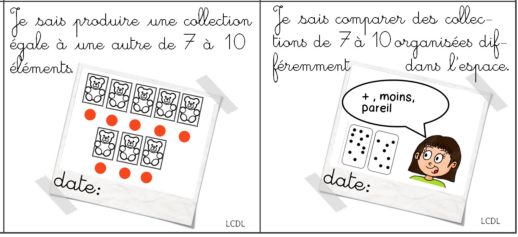 Je sais produire une collection
égale à une autre de 7 à 10
éléments.
date:
LCDL
Je sais comparer des collec-
tions de 7 à 10 organisées dif-
féremment dans l'espace.
+, moins,
pareil
date:
LCDL